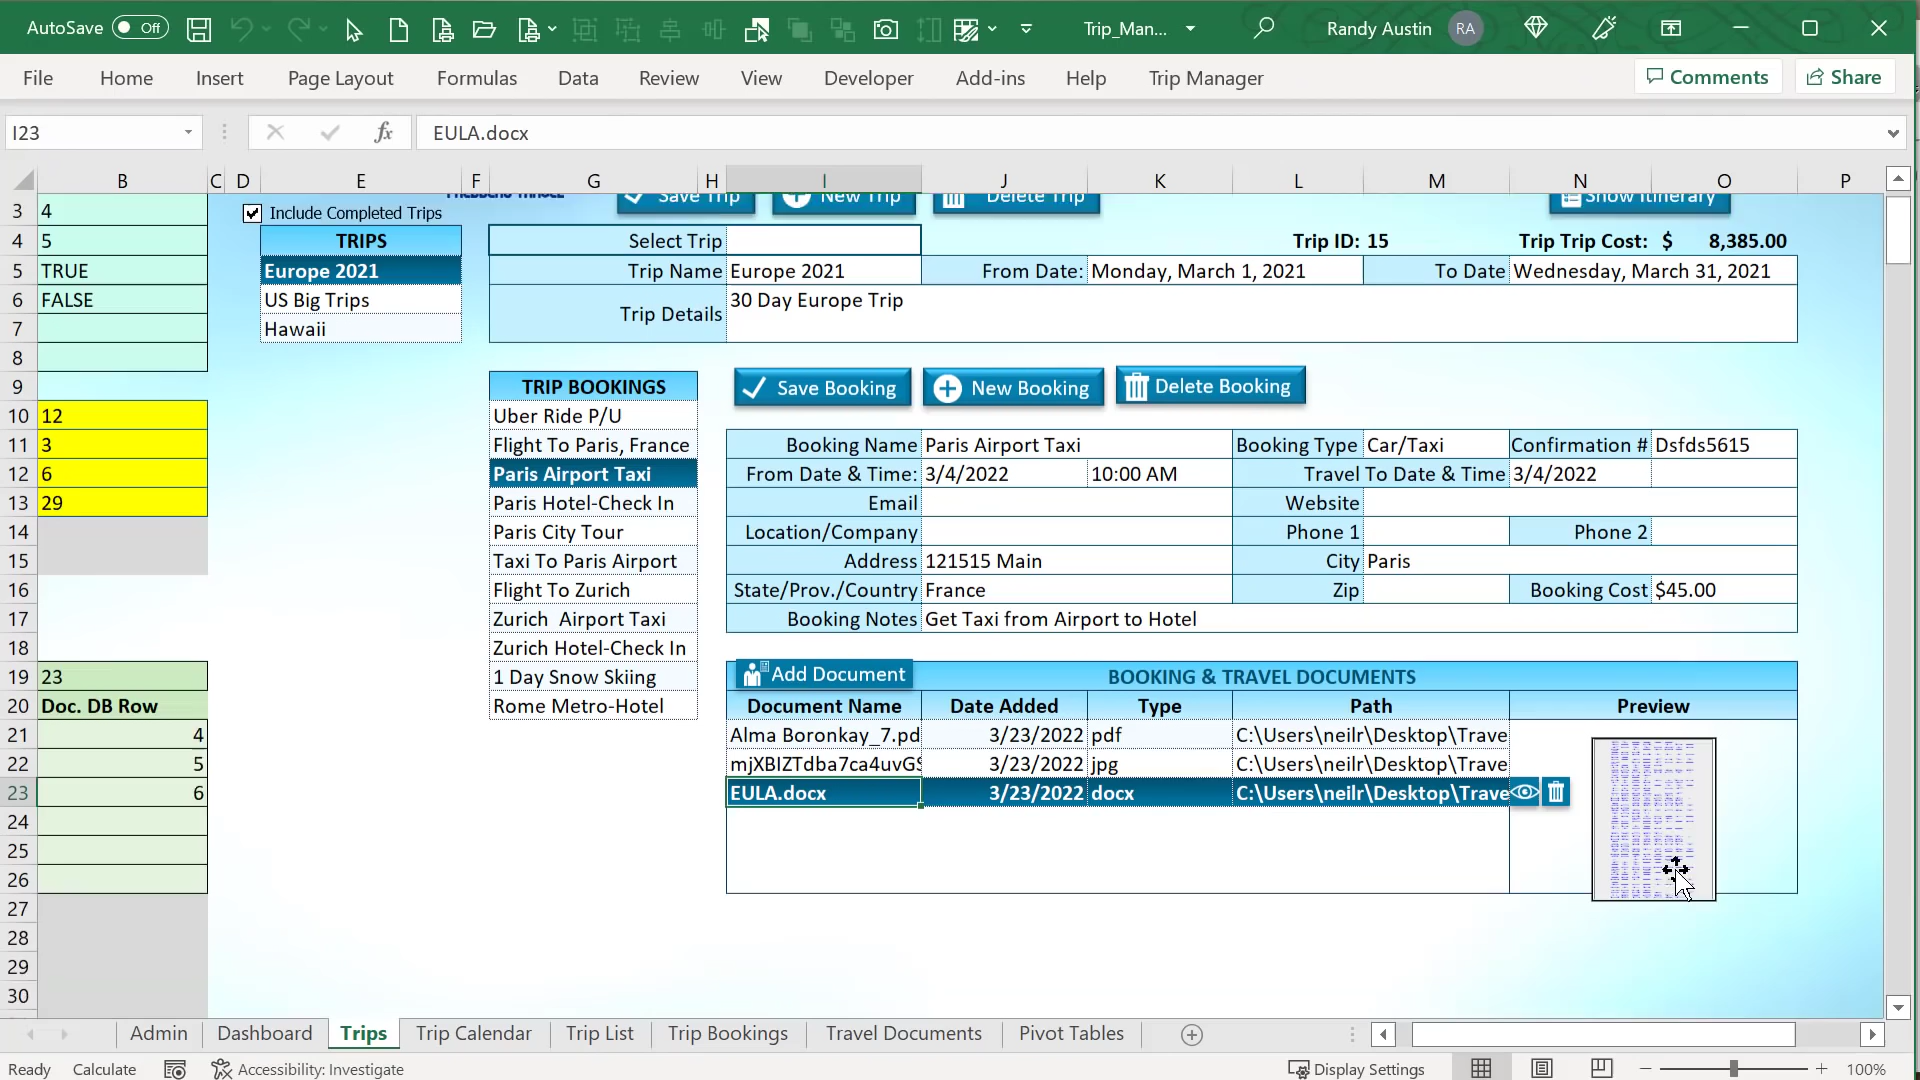 AutoSave Off Trip_Man... Randy Austin RA
File Home Insert Page Layout Formulas Data Review View Developer Add-ins Help Trip Manager Comments Share
I23 fx EULA.docx
B C D E F G H I J K L M N O P
3 4 Include Completed Trips Save Trip New Trip Delete Trip Show Itinerary
4 5 TRIPS Select Trip Trip ID: 15 Trip Trip Cost: $ 8,385.00
5 TRUE Europe 2021 Trip Name Europe 2021 From Date: Monday, March 1, 2021 To Date Wednesday, March 31, 2021
6 FALSE US Big Trips Trip Details 30 Day Europe Trip
7 Hawaii
8
9 TRIP BOOKINGS Save Booking New Booking Delete Booking
10 12 Uber Ride P/U
11 3 Flight To Paris, France Booking Name Paris Airport Taxi Booking Type Car/Taxi Confirmation # Dsfds5615
12 6 Paris Airport Taxi From Date & Time: 3/4/2022 10:00 AM Travel To Date & Time 3/4/2022
13 29 Paris Hotel-Check In Email Website
14 Paris City Tour Location/Company Phone 1 Phone 2
15 Taxi To Paris Airport Address 121515 Main City Paris
16 Flight To Zurich State/Prov./Country France Zip Booking Cost $45.00
17 Zurich Airport Taxi Booking Notes Get Taxi from Airport to Hotel
18 Zurich Hotel-Check In
19 23 1 Day Snow Skiing Add Document BOOKING & TRAVEL DOCUMENTS
20 Doc. DB Row Rome Metro-Hotel Document Name Date Added Type Path Preview
21 4 Alma Boronkay_7.pd 3/23/2022 pdf C:\Users\neilr\Desktop\Trave
22 5 mjXBIZTdba7ca4uvGS 3/23/2022 jpg C:\Users\neilr\Desktop\Trave
23 6 EULA.docx 3/23/2022 docx C:\Users\neilr\Desktop\Trave
24
25
26
27
28
29
30
Admin Dashboard Trips Trip Calendar Trip List Trip Bookings Travel Documents Pivot Tables
Ready Calculate Accessibility: Investigate Display Settings 100%